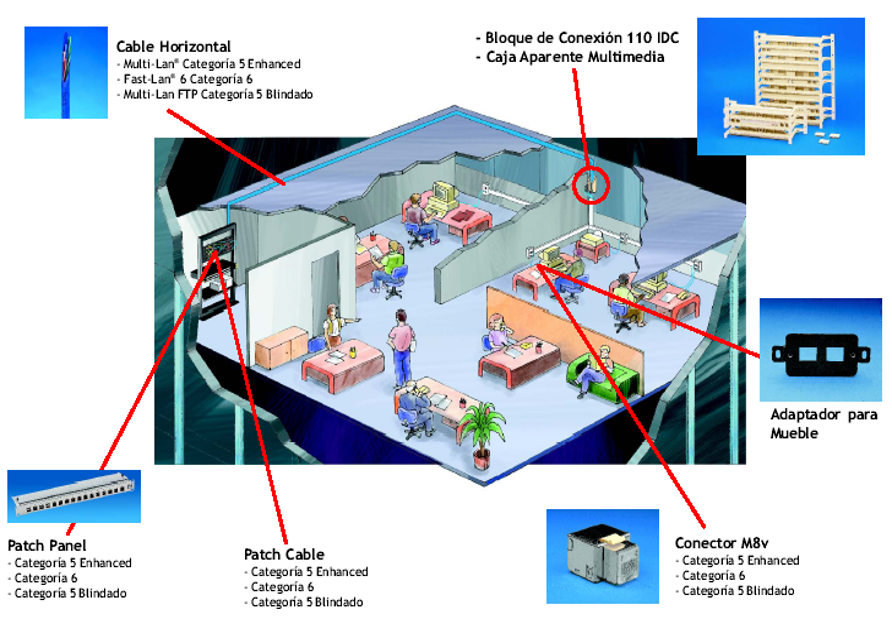 Cable Horizontal
- Multi-Lan® Categoría 5 Enhanced
- Fast-Lan® 6 Categoría 6
- Multi-Lan FTP Categoría 5 Blindado
- Bloque de Conexión 110 IDC
- Caja Aparente Multimedia
Adaptador para
Mueble
Patch Panel
- Categoría 5 Enhanced
- Categoría 6
- Categoría 5 Blindado
Patch Cable
- Categoría 5 Enhanced
- Categoría 6
- Categoría 5 Blindado
Conector M8v
- Categoría 5 Enhanced
- Categoría 6
- Categoría 5 Blindado